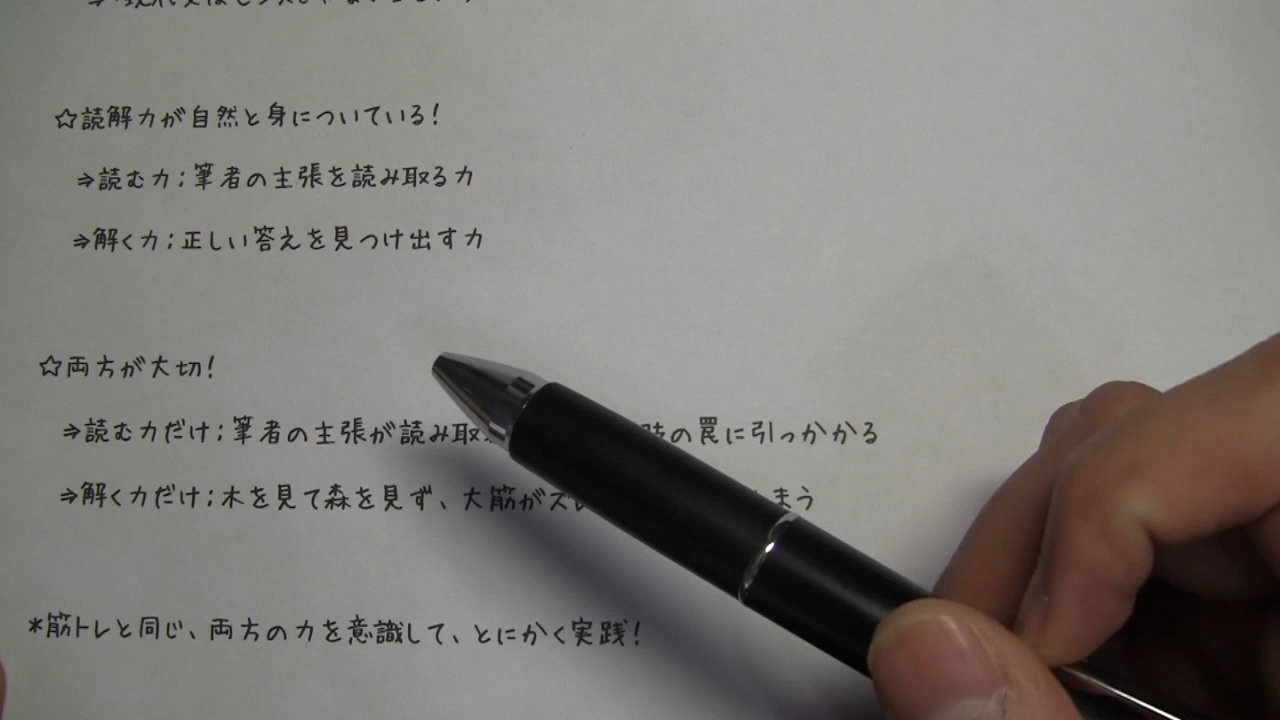 ☆読解力が自然と身についている!
⇒読む力;筆者の主張を読み取る力
⇒解く力;正しい答えを見つけ出す力
☆両方が大切!
⇒読む力だけ;筆者の主張が読み取 の罠に引っかかる
⇒解く力だけ;木を見て森を見ず、大筋がズ まう
*筋トレと同じ、両方の力を意識して、とにかく実践!